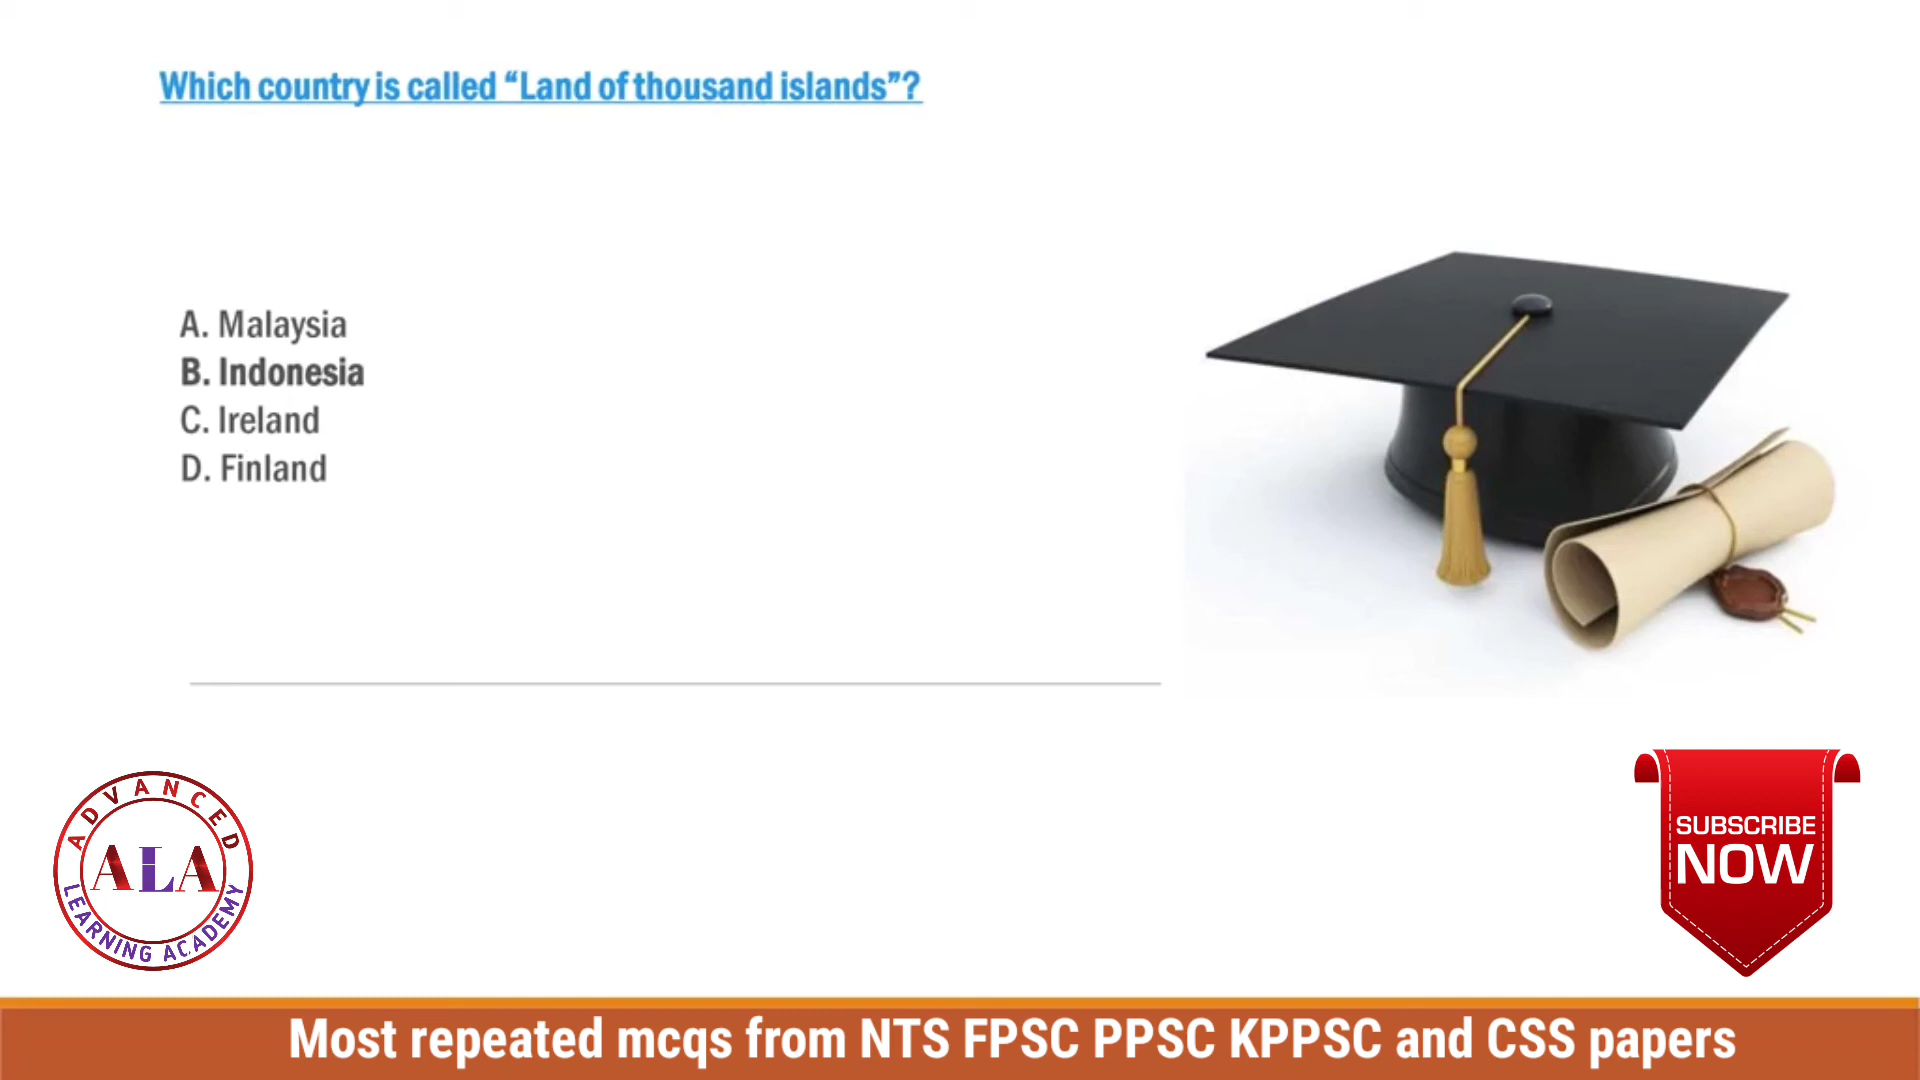 Which country is called “Land of thousand islands”?
A. Malaysia
B. Indonesia
C. Ireland
D. Finland
ADVANCED
ALA
LEARNING ACADEMY
SUBSCRIBE
NOW
Most repeated mcqs from NTS FPSC PPSC KPPSC and CSS papers